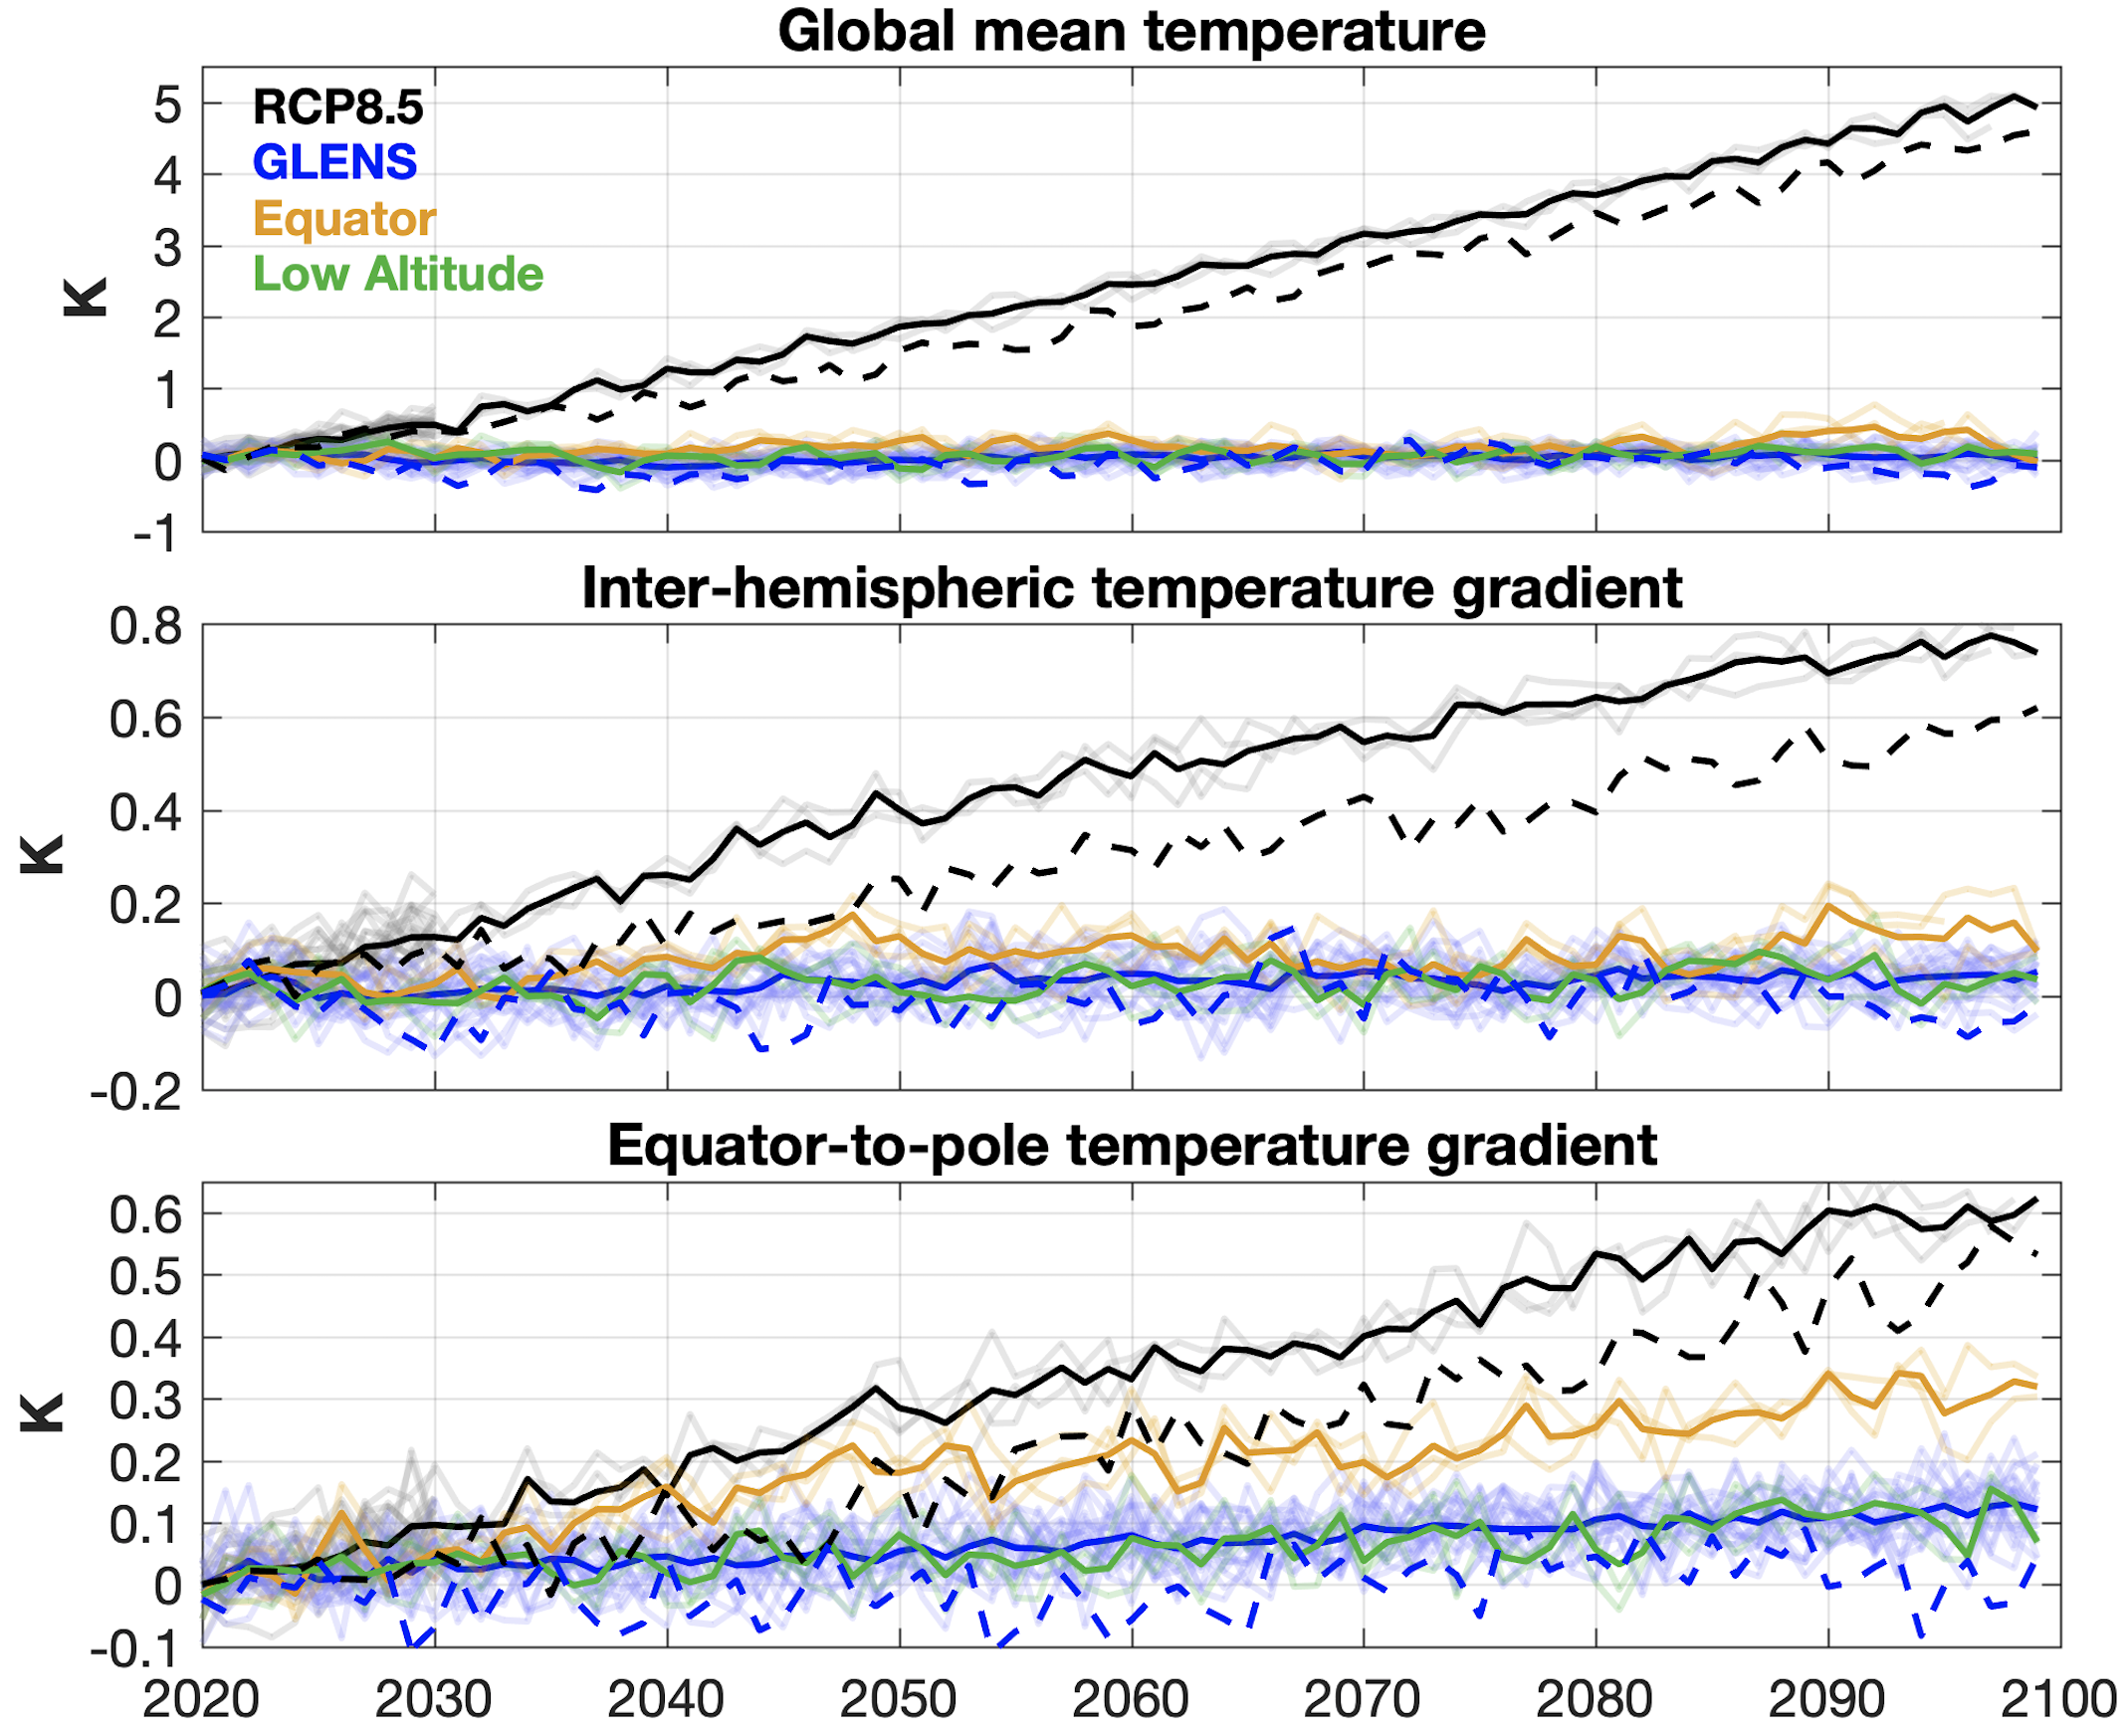 Global mean temperature
5
4
3
2
1
0
-1
K
RCP8.5
GLENS
Equator
Low Altitude
Inter-hemispheric temperature gradient
0.8
0.6
0.4
0.2
0
-0.2
K
Equator-to-pole temperature gradient
0.6
0.5
0.4
0.3
0.2
0.1
0
-0.1
K
2020 2030 2040 2050 2060 2070 2080 2090 2100